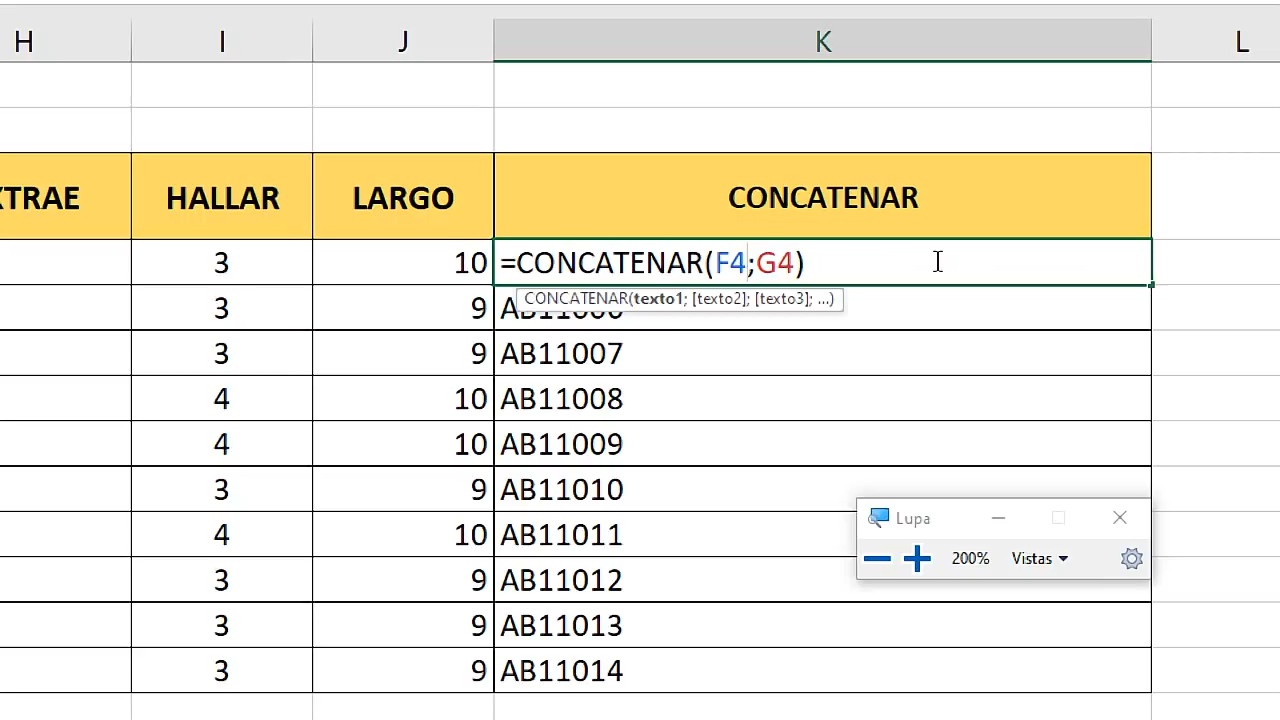 H I J K L
XTRAE HALLAR LARGO CONCATENAR
3 10 =CONCATENAR(F4;G4)
CONCATENAR(texto1; [texto2]; [texto3]; ...)
3 9
3 9 AB11007
4 10 AB11008
4 10 AB11009
3 9 AB11010
Lupa
4 10 AB11011
200% Vistas
3 9 AB11012
3 9 AB11013
3 9 AB11014